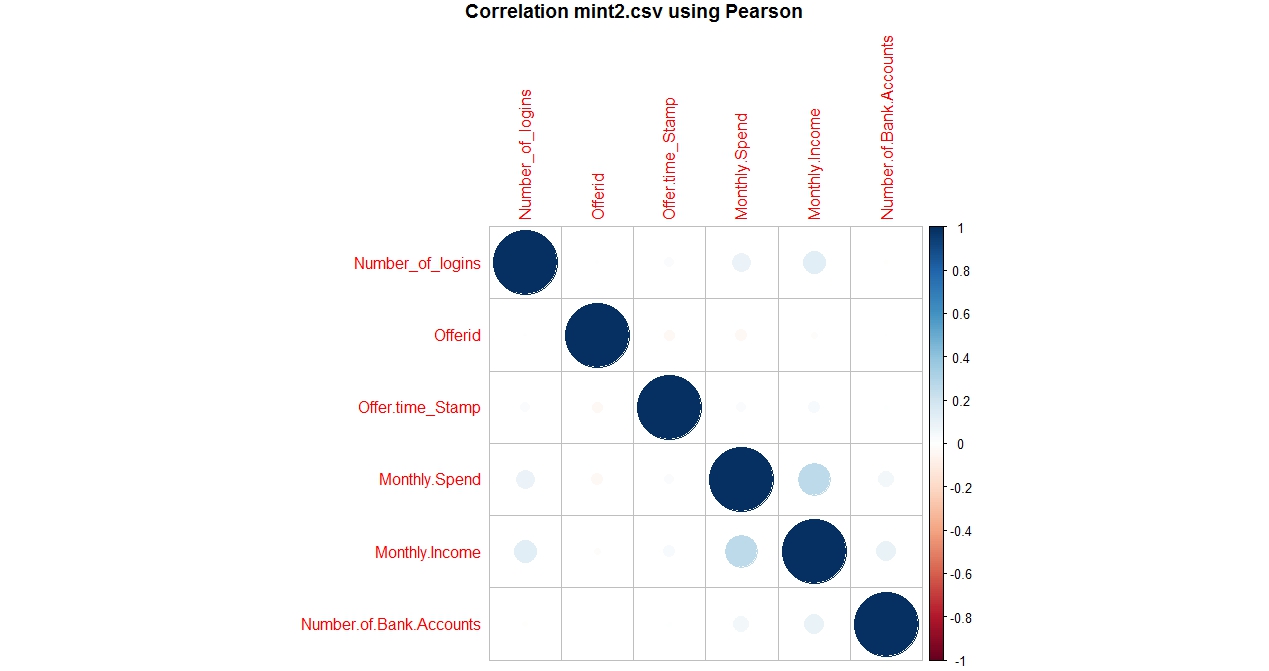 Correlation mint2.csv using Pearson
Number_of_logins
Offerid
Offer.time_Stamp
Monthly.Spend
Monthly.Income
Number.of.Bank.Accounts
Number_of_logins
Offerid
Offer.time_Stamp
Monthly.Spend
Monthly.Income
Number.of.Bank.Accounts
1
0.8
0.6
0.4
0.2
0
-0.2
-0.4
-0.6
-0.8
-1